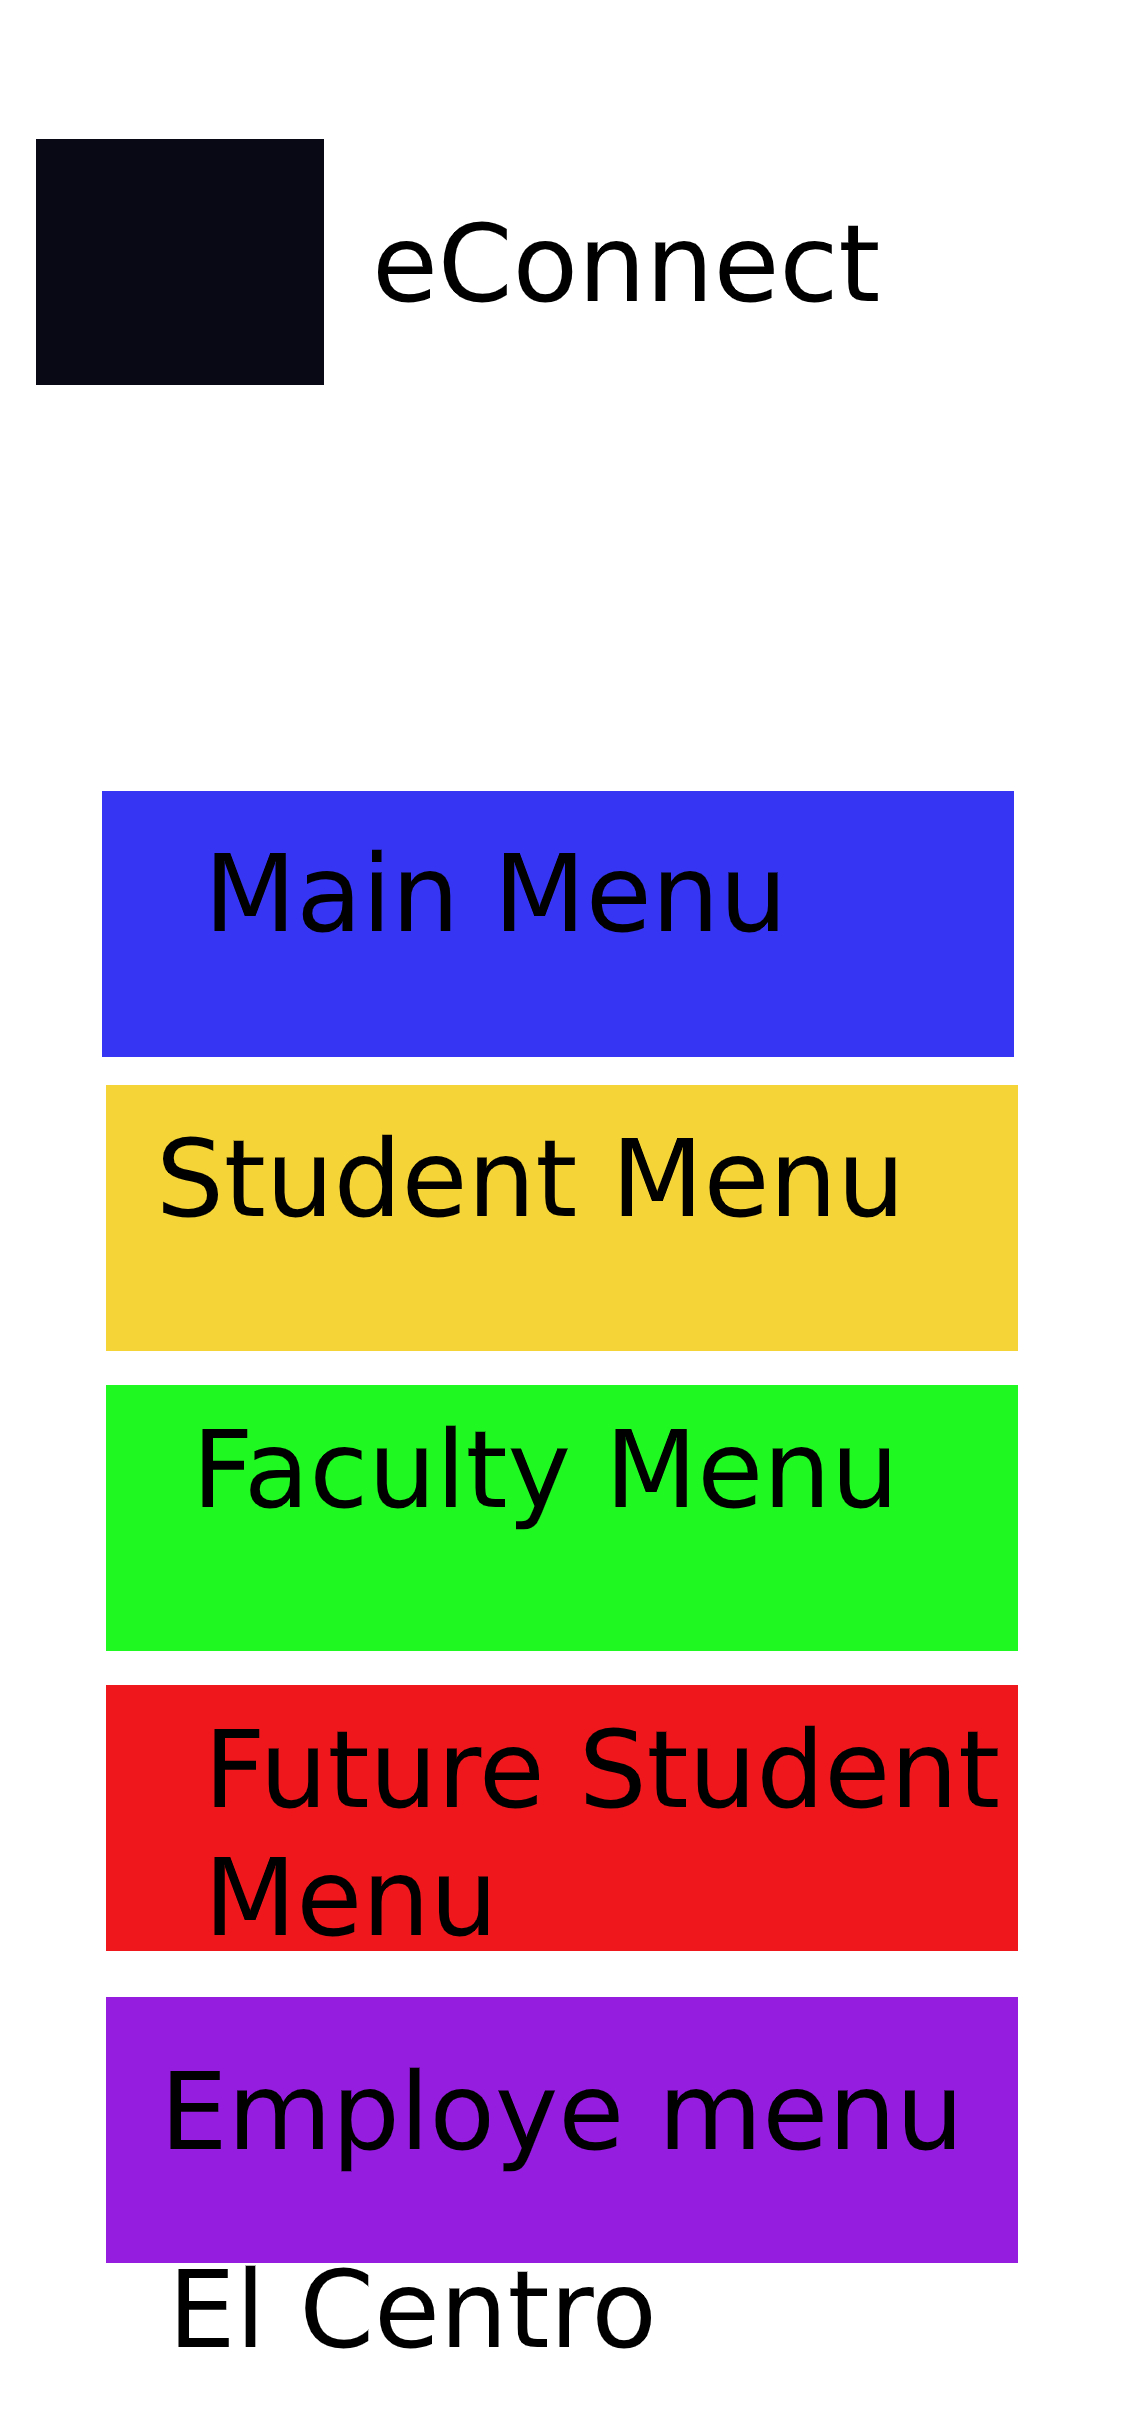 eConnect
Main Menu
Student Menu
Faculty Menu
Future Student
Menu
Employe menu
El Centro